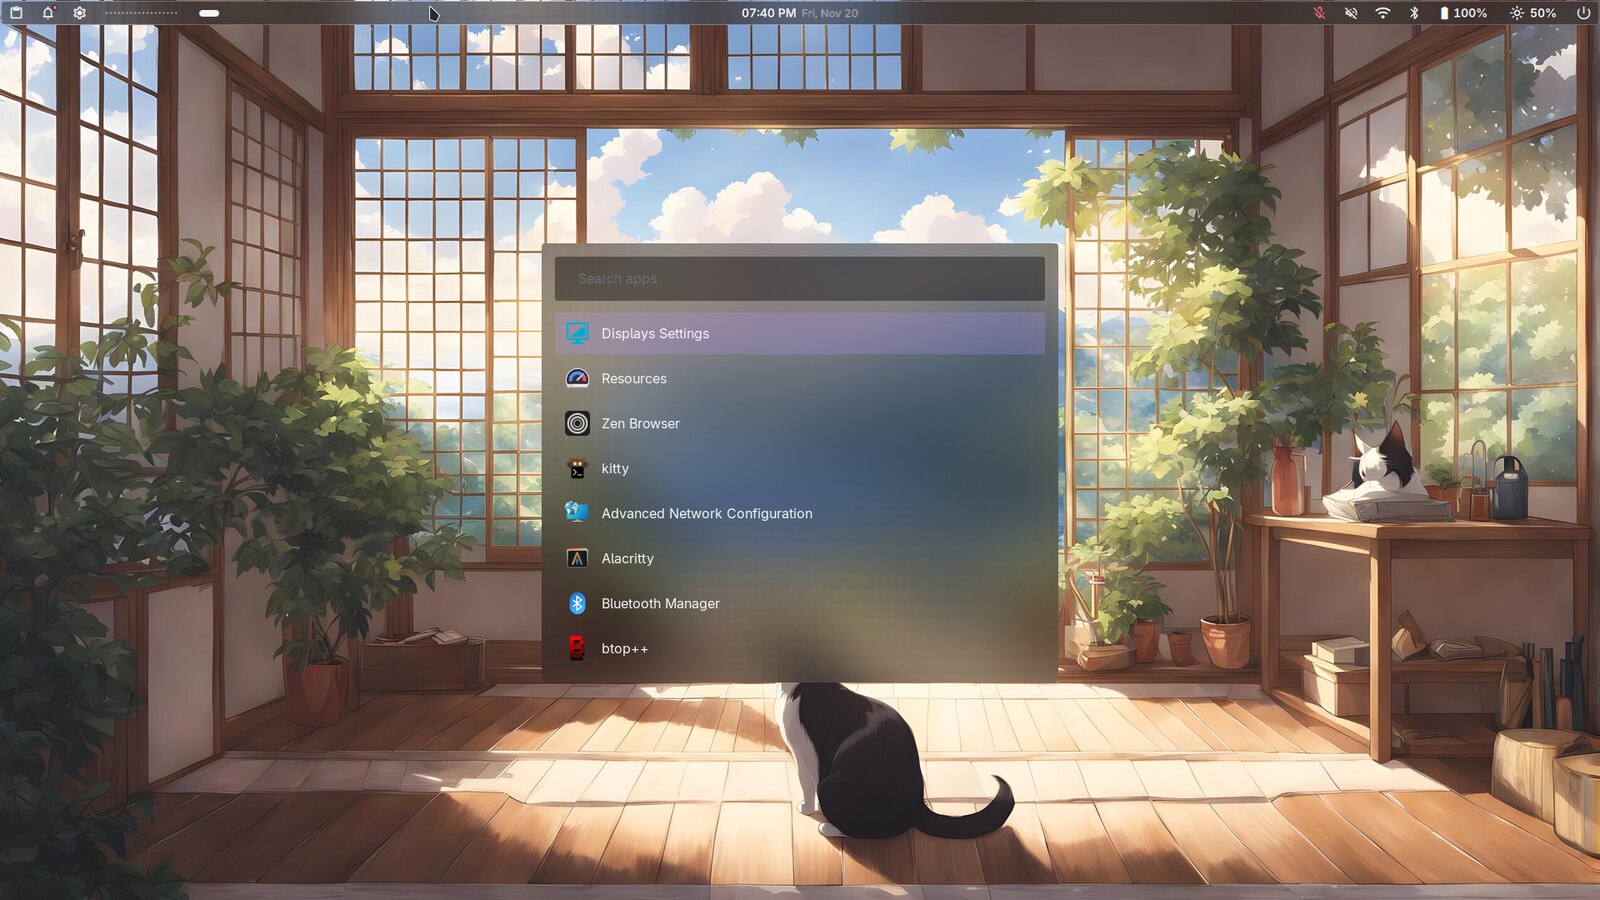 07:40 PM Fri, Nov 20
100%
50%
Search apps
Displays Settings
Resources
Zen Browser
kitty
Advanced Network Configuration
Alacritty
Bluetooth Manager
btop++